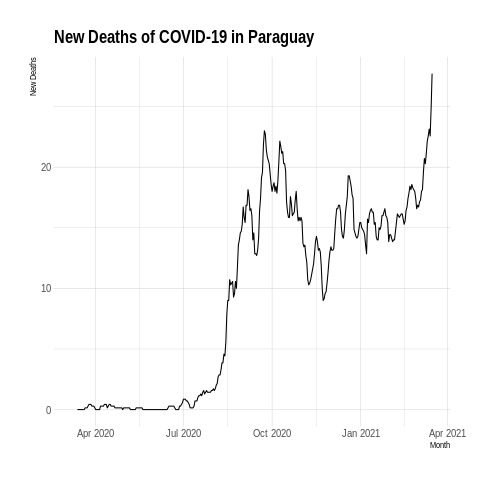 New Deaths of COVID-19 in Paraguay
New Deaths
20
10
0
Apr 2020 Jul 2020 Oct 2020 Jan 2021 Apr 2021
Month